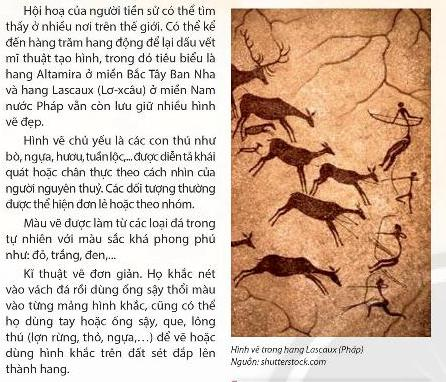 Hội hoạ của người tiền sử có thể tìm
thấy ở nhiều nơi trên thế giới. Có thể kể
đến hàng trăm hang động để lại dấu vết
mĩ thuật tạo hình, trong đó tiêu biểu là
hang Altamira ở miền Bắc Tây Ban Nha
và hang Lascaux (Lơ-xcâu) ở miền Nam
nước Pháp vẫn còn lưu giữ nhiều hình
vẽ đẹp.
Hình vẽ chủ yếu là các con thú như
bò, ngựa, hươu, tuần lộc,... được diễn tả khái
quát hoặc chân thực theo cách nhìn của
người nguyên thuỷ. Các đối tượng thường
được thể hiện đơn lẻ hoặc theo nhóm.
Màu vẽ được làm từ các loại đá trong
tự nhiên với màu sắc khá phong phú
như: đỏ, trắng, đen,...
Kĩ thuật vẽ đơn giản. Họ khắc nét
vào vách đá rồi dùng ống sậy thổi màu
vào từng mảng hình khắc, cũng có thể
họ dùng tay hoặc ống sậy, que, lông
thú (lợn rừng, thỏ, ngựa,…) để vẽ hoặc
dùng hình khắc trên đất sét đắp lên
thành hang.
Hình vẽ trong hang Lascaux (Pháp)
Nguồn: shutterstock.com